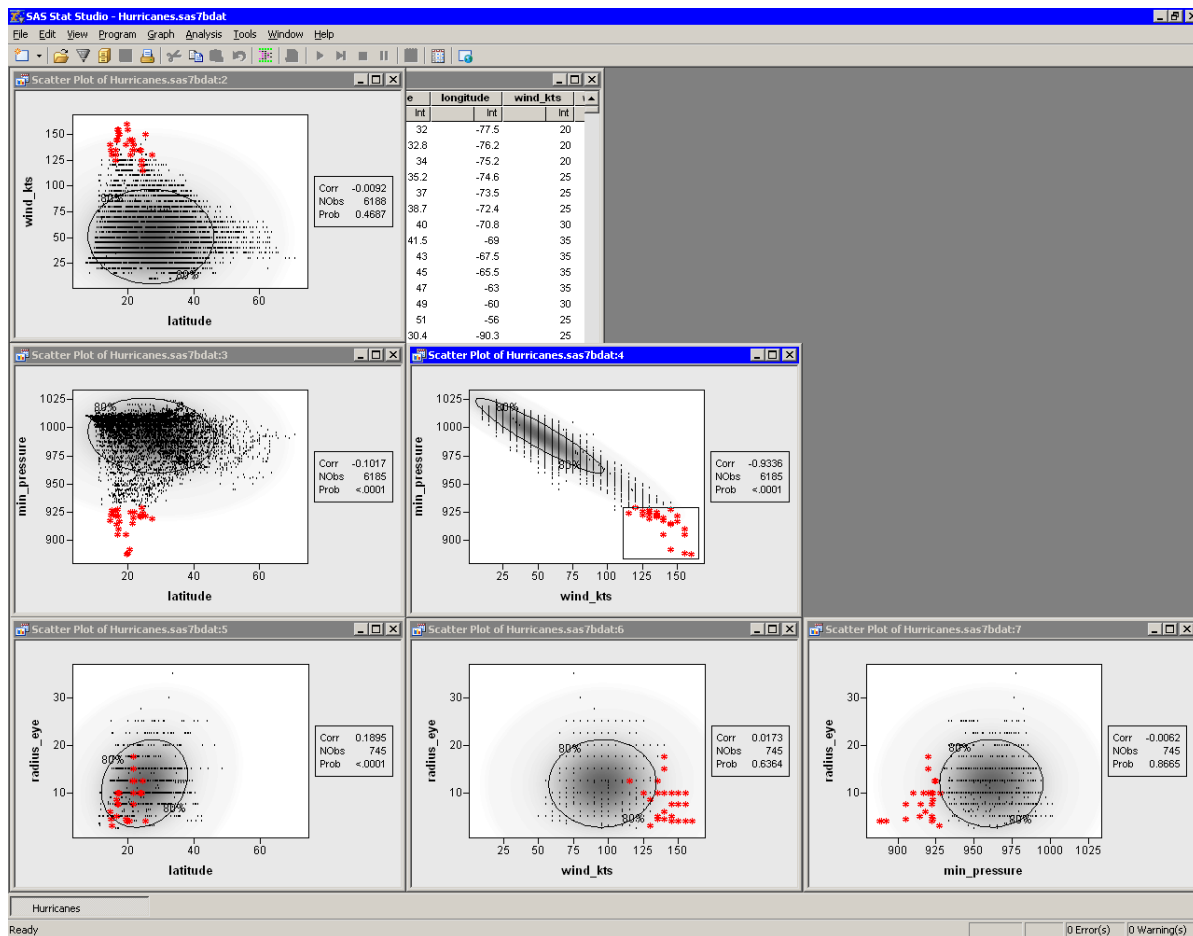 SAS Stat Studio - Hurricanes.sas7bdat
File Edit View Program Graph Analysis Tools Window Help
Scatter Plot of Hurricanes.sas7bdat:2
150
125
100
75
50
25
wind_kts
80%
80%
20 40 60
latitude
Corr -0.0092
NObs 6188
Prob 0.4687
e longitude wind_kts
Int Int Int
32 -77.5 20
32.8 -76.2 20
34 -75.2 20
35.2 -74.6 25
37 -73.5 25
38.7 -72.4 25
40 -70.8 30
41.5 -69 35
43 -67.5 35
45 -65.5 35
47 -63 35
49 -60 30
51 -56 25
30.4 -90.3 25
Scatter Plot of Hurricanes.sas7bdat:3
1025
1000
975
950
925
900
min_pressure
80%
20 40 60
latitude
Corr -0.1017
NObs 6185
Prob <.0001
Scatter Plot of Hurricanes.sas7bdat:4
1025
1000
975
950
925
900
min_pressure
80%
80%
25 50 75 100 125 150
wind_kts
Corr -0.9336
NObs 6185
Prob <.0001
Scatter Plot of Hurricanes.sas7bdat:5
30
20
10
radius_eye
80%
80%
20 40 60
latitude
Corr 0.1895
NObs 745
Prob <.0001
Scatter Plot of Hurricanes.sas7bdat:6
30
20
10
radius_eye
80%
80%
25 50 75 100 125 150
wind_kts
Corr 0.0173
NObs 745
Prob 0.6364
Scatter Plot of Hurricanes.sas7bdat:7
30
20
10
radius_eye
80%
80%
900 925 950 975 1000 1025
min_pressure
Corr -0.0062
NObs 745
Prob 0.8665
Hurricanes
Ready 0 Error(s) 0 Warning(s)